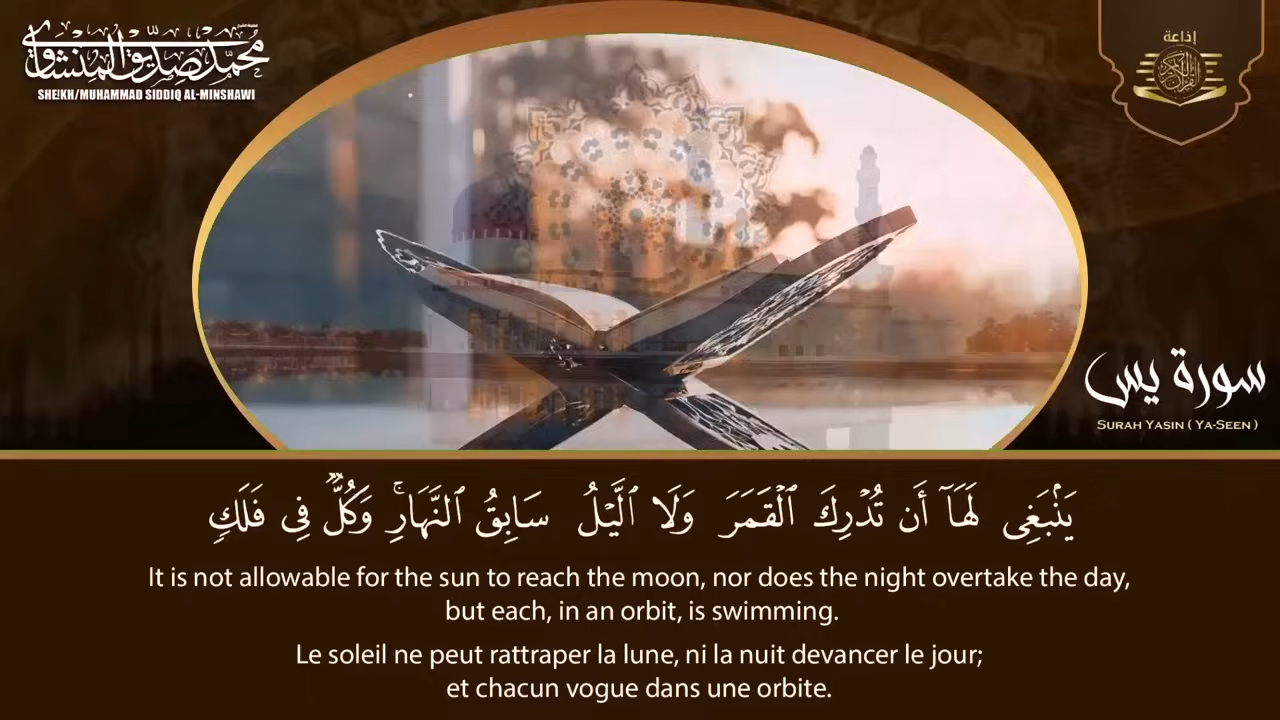 محمد صديق المنشاوي
SHEIKH/MUHAMMAD SIDDIQ AL-MINSHAWI
إذاعة
القرآن الكريم
سورة يس
SURAH YASIN ( YA-SEEN )
يَنۢبَغِى لَهَآ أَن تُدْرِكَ ٱلْقَمَرَ وَلَا ٱلَّيْلُ سَابِقُ ٱلنَّهَارِ ۚ وَكُلٌّ فِى فَلَكٍ
It is not allowable for the sun to reach the moon, nor does the night overtake the day,
but each, in an orbit, is swimming.
Le soleil ne peut rattraper la lune, ni la nuit devancer le jour;
et chacun vogue dans une orbite.